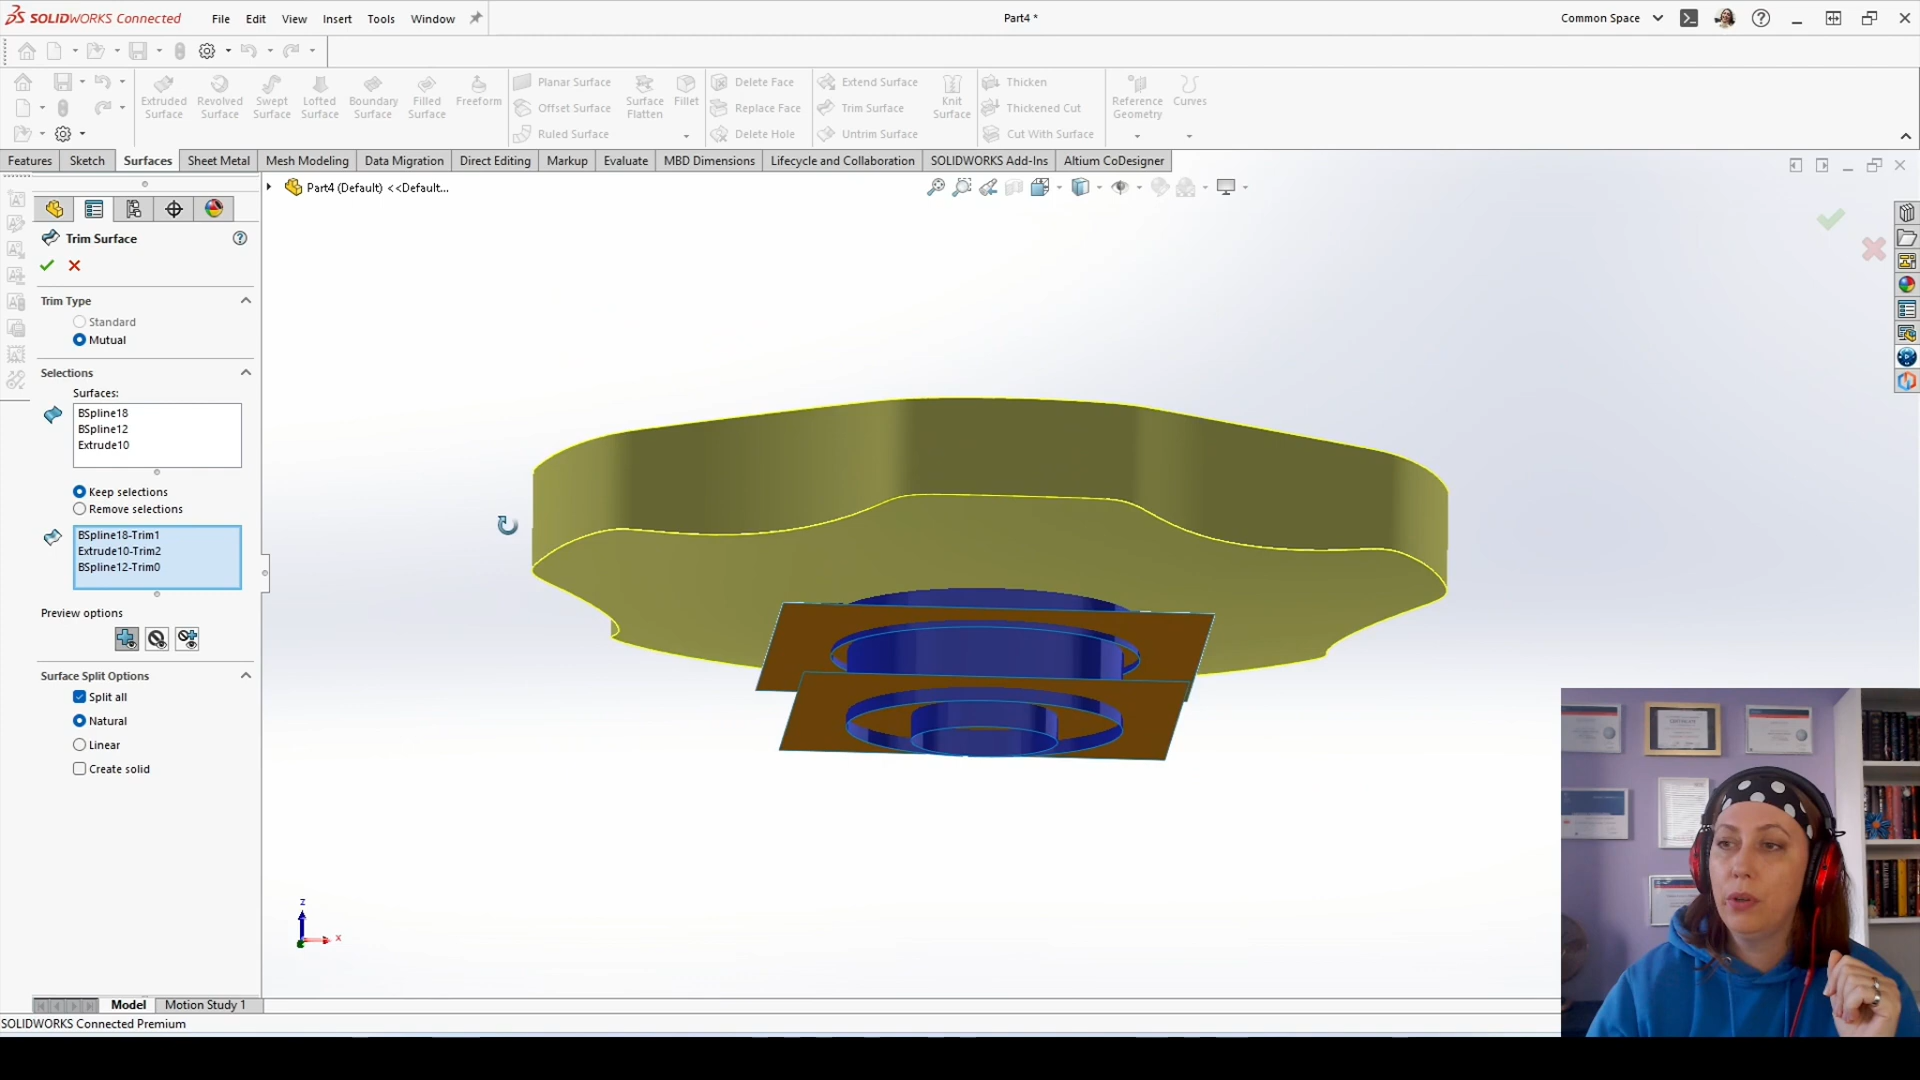 SOLIDWORKS Connected
File Edit View Insert Tools Window
Part4 *
Common Space
Extruded Surface
Revolved Surface
Swept Surface
Lofted Surface
Boundary Surface
Filled Surface
Freeform
Planar Surface
Offset Surface
Ruled Surface
Surface Flatten
Fillet
Delete Face
Replace Face
Delete Hole
Extend Surface
Trim Surface
Untrim Surface
Knit Surface
Thicken
Thickened Cut
Cut With Surface
Reference Geometry
Curves
Features Sketch Surfaces Sheet Metal Mesh Modeling Data Migration Direct Editing Markup Evaluate MBD Dimensions Lifecycle and Collaboration SOLIDWORKS Add-Ins Altium CoDesigner
Part4 (Default) <<Default...
Trim Surface
Trim Type
Standard
Mutual
Selections
Surfaces:
BSpline18
BSpline12
Extrude10
Keep selections
Remove selections
BSpline18-Trim1
Extrude10-Trim2
BSpline12-Trim0
Preview options
Surface Split Options
Split all
Natural
Linear
Create solid
z
x
Model Motion Study 1
SOLIDWORKS Connected Premium